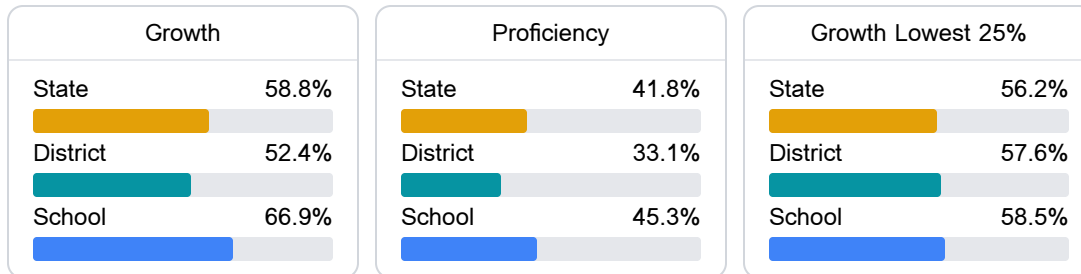 Growth
State 58.8%
District 52.4%
School 66.9%
Proficiency
State 41.8%
District 33.1%
School 45.3%
Growth Lowest 25%
State 56.2%
District 57.6%
School 58.5%